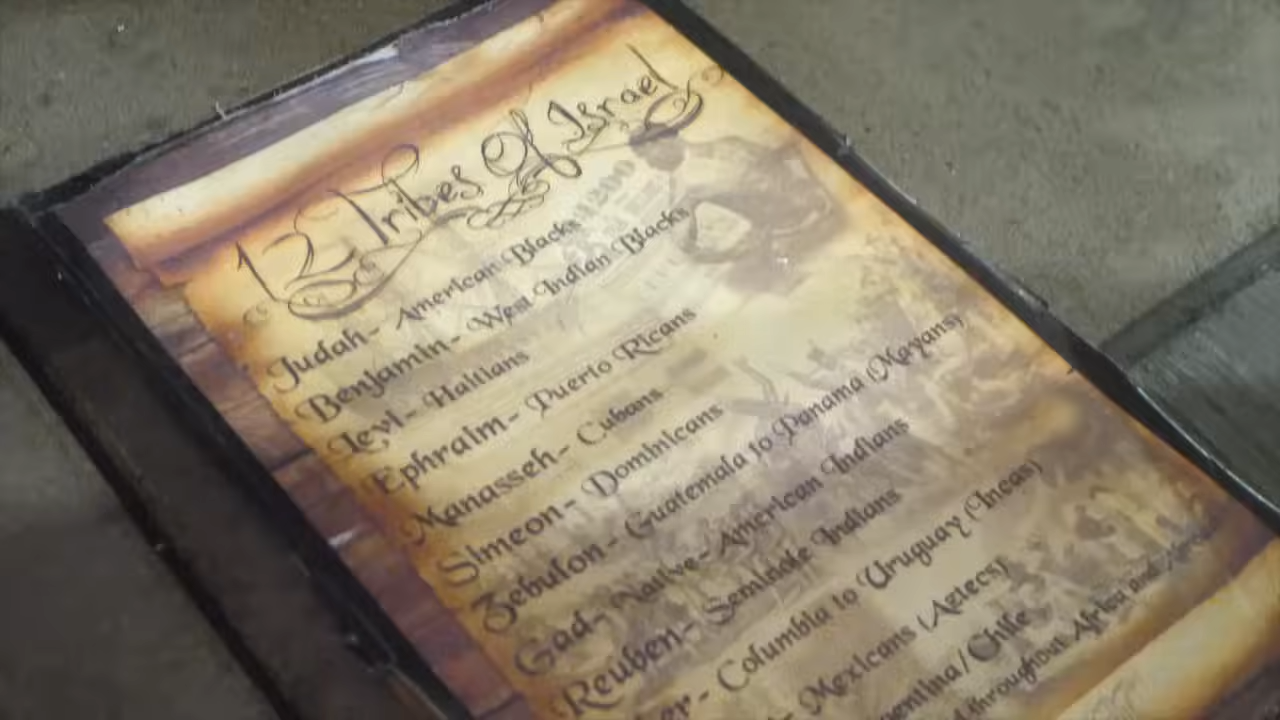 12 Tribes Of Israel
Judah - American Blacks
Benjamin - West Indian Blacks
Levi - Haitians
Ephraim - Puerto Ricans
Manasseh - Cubans
Simeon - Dominicans
Zebulon - Guatemala to Panama (Mayans)
Gad - Native - American Indians
Reuben - Seminole Indians
er - Columbia to Uruguay (Incas)
- Mexicans (Aztecs)
gentina / Chile
throughout Africa and